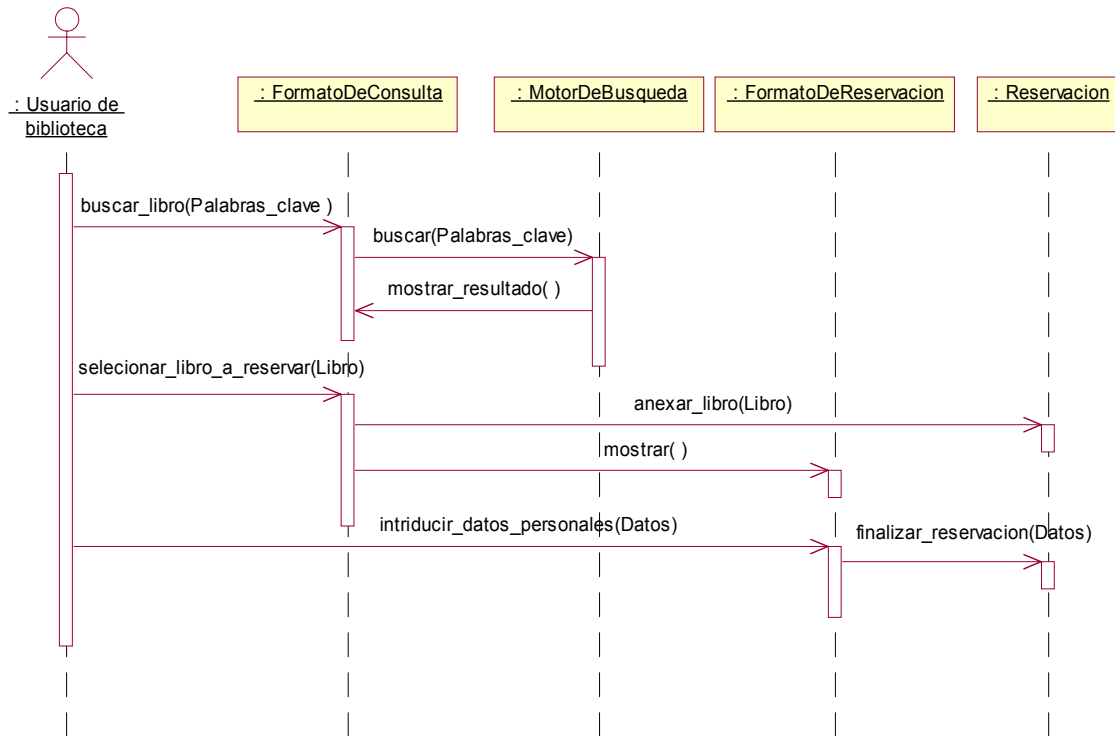 : Usuario de
biblioteca
: FormatoDeConsulta
: MotorDeBusqueda
: FormatoDeReservacion
: Reservacion
buscar_libro(Palabras_clave )
buscar(Palabras_clave)
mostrar_resultado( )
selecionar_libro_a_reservar(Libro)
anexar_libro(Libro)
mostrar( )
intriducir_datos_personales(Datos)
finalizar_reservacion(Datos)